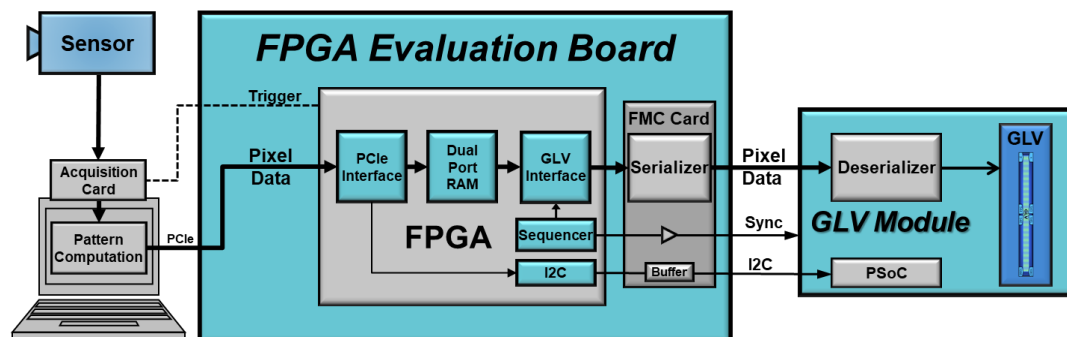 Sensor
Trigger
Acquisition
Card
Pattern
Computation
PCIe
FPGA Evaluation Board
Pixel
Data
PCIe
Interface
Dual
Port
RAM
GLV
Interface
FPGA
Sequencer
I2C
FMC Card
Serializer
Buffer
Pixel
Data
Sync
I2C
Deserializer
GLV Module
PSoC
GLV